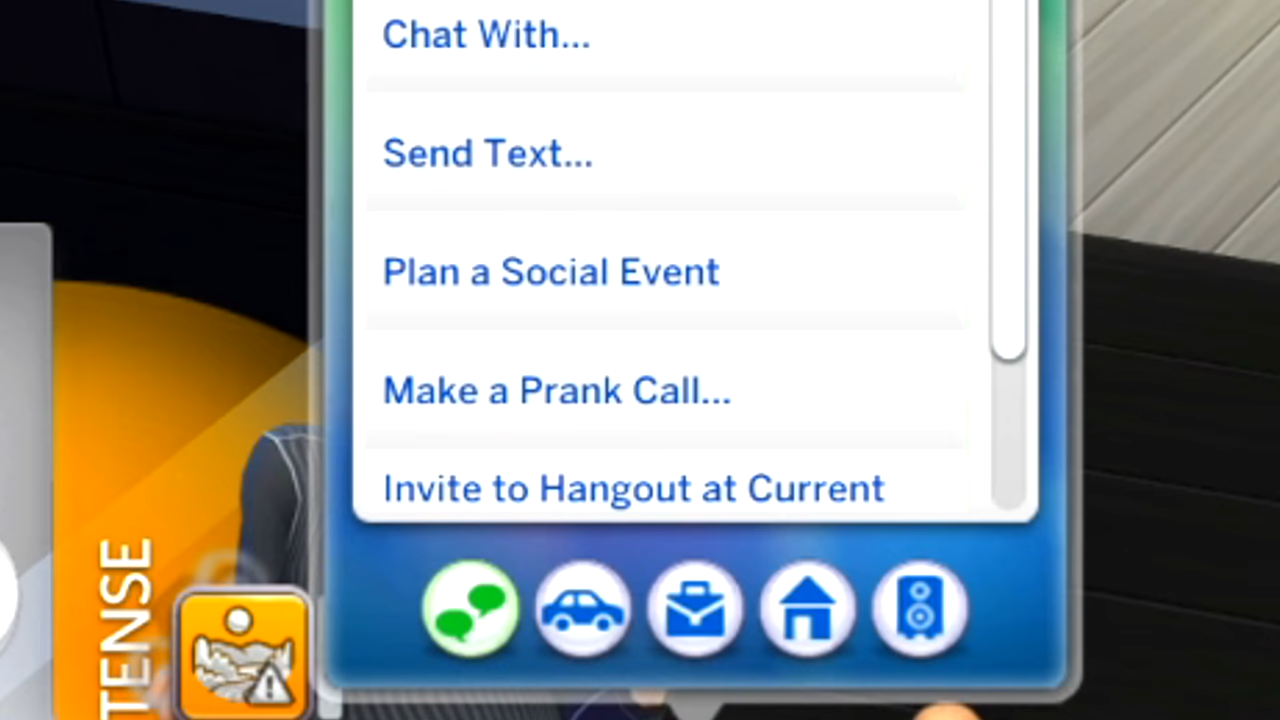 Chat With...
Send Text...
Plan a Social Event
Make a Prank Call...
Invite to Hangout at Current
TENSE